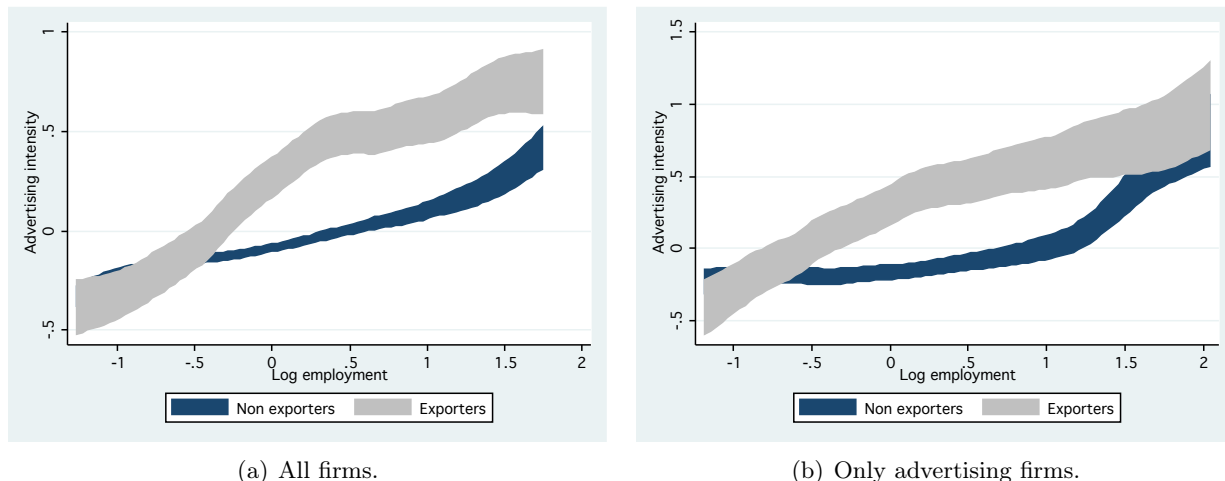 Advertising intensity
1
.5
0
-.5
-1 -.5 0 .5 1 1.5 2
Log employment
Non exporters Exporters
(a) All firms.
Advertising intensity
1.5
1
.5
0
-.5
-1 -.5 0 .5 1 1.5 2
Log employment
Non exporters Exporters
(b) Only advertising firms.